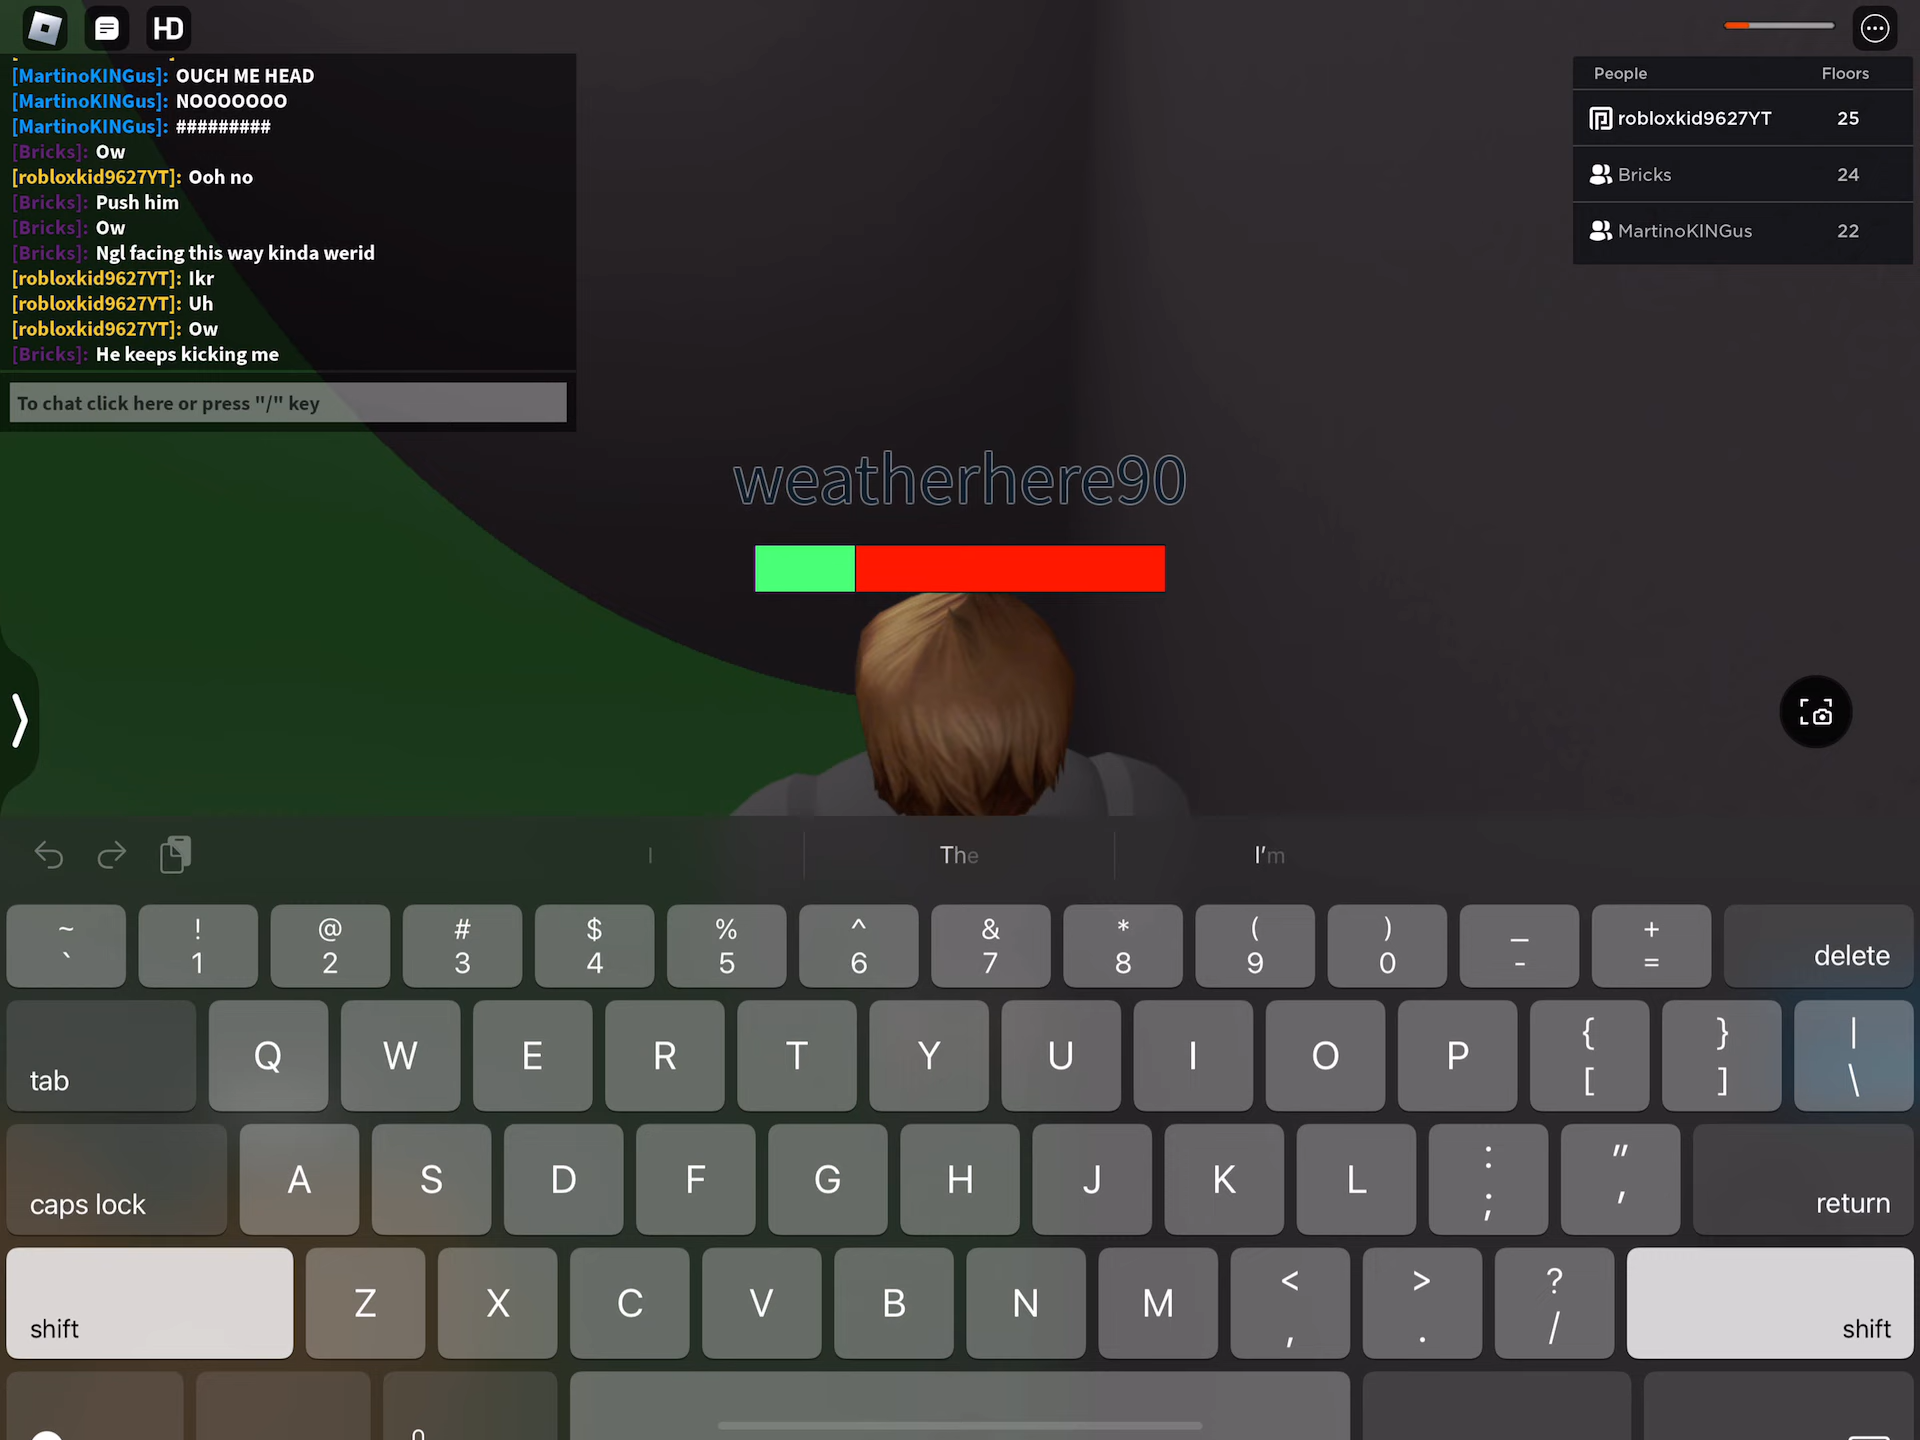 HD
[MartinoKINGus]: OUCH ME HEAD
[MartinoKINGus]: NOOOOOOO
[MartinoKINGus]: #########
[Bricks]: Ow
[robloxkid9627YT]: Ooh no
[Bricks]: Push him
[Bricks]: Ow
[Bricks]: Ngl facing this way kinda werid
[robloxkid9627YT]: Ikr
[robloxkid9627YT]: Uh
[robloxkid9627YT]: Ow
[Bricks]: He keeps kicking me
To chat click here or press "/" key
People Floors
robloxkid9627YT 25
Bricks 24
MartinoKINGus 22
weatherhere90
I The I'm
~ ! @ # $ % ^ & * ( ) _ +
` 1 2 3 4 5 6 7 8 9 0 - = delete
tab Q W E R T Y U I O P { [ } ] | \
caps lock A S D F G H J K L : ; " ' return
shift Z X C V B N M < , > . ? / shift